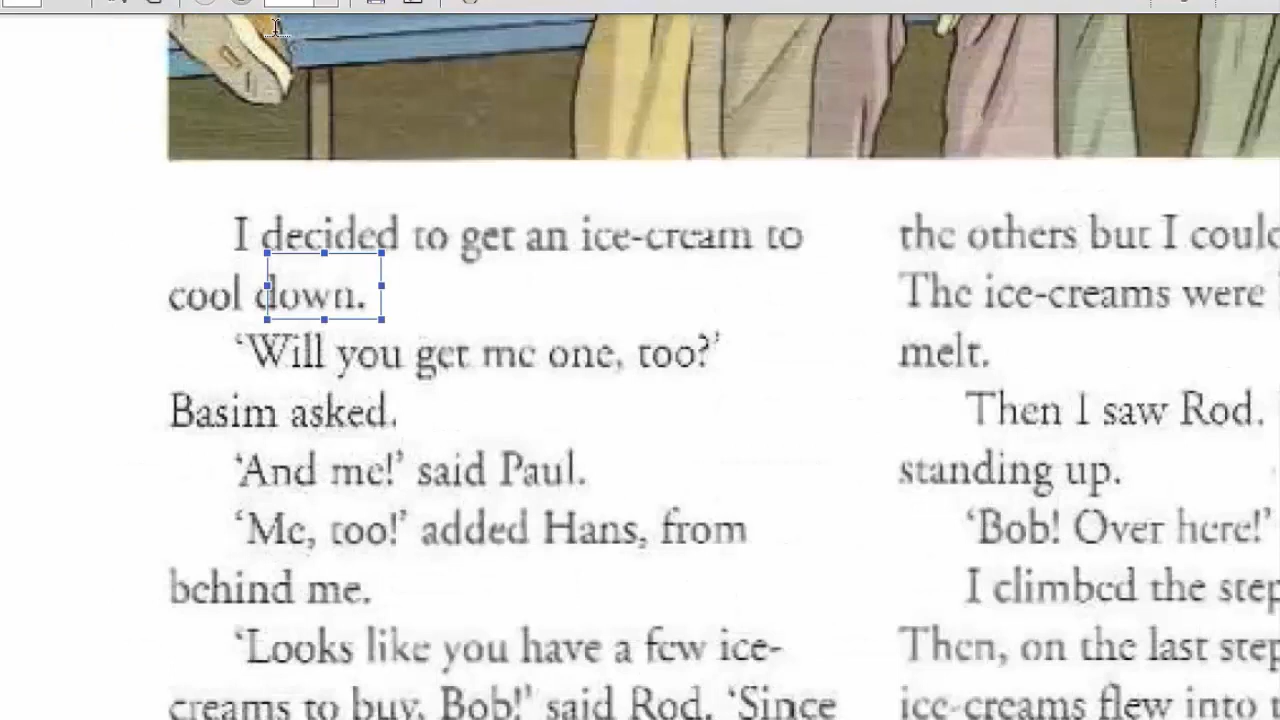 I decided to get an ice-cream to
cool down.
‘Will you get me one, too?’
Basim asked.
‘And me!’ said Paul.
‘Me, too!’ added Hans, from
behind me.
‘Looks like you have a few ice-
creams to buy, Bob!’ said Rod. ‘Since
the others but I could
The ice-creams were
melt.
Then I saw Rod.
standing up.
‘Bob! Over here!’
I climbed the step
Then, on the last step
ice-creams flew into